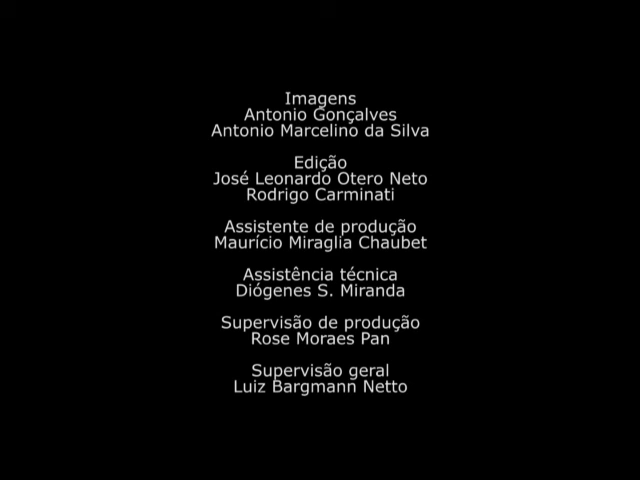 Imagens
Antonio Gonçalves
Antonio Marcelino da Silva
Edição
José Leonardo Otero Neto
Rodrigo Carminati
Assistente de produção
Maurício Miraglia Chaubet
Assistência técnica
Diógenes S. Miranda
Supervisão de produção
Rose Moraes Pan
Supervisão geral
Luiz Bargmann Netto